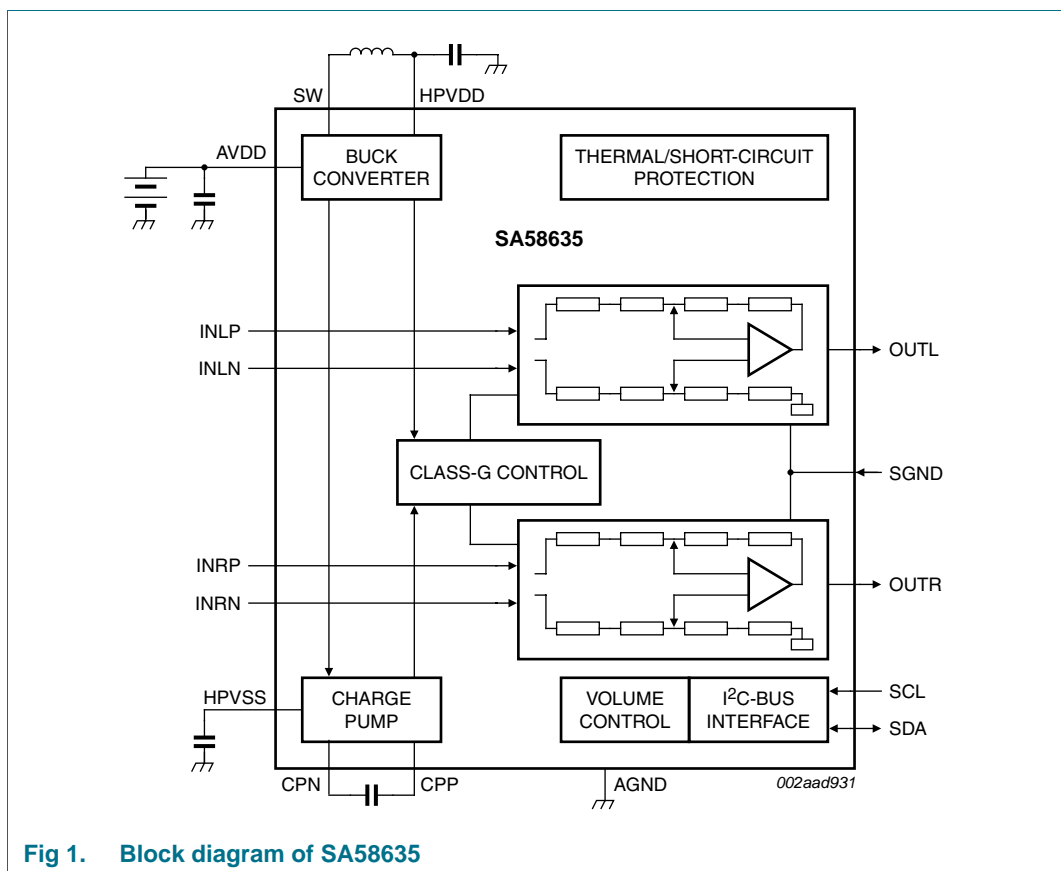 SW
HPVDD
AVDD
BUCK
CONVERTER
THERMAL/SHORT-CIRCUIT
PROTECTION
SA58635
INLP
INLN
OUTL
CLASS-G CONTROL
SGND
INRP
INRN
OUTR
HPVSS
CHARGE
PUMP
VOLUME
CONTROL
I²C-BUS
INTERFACE
SCL
SDA
CPN
CPP
AGND
002aad931
Fig 1. Block diagram of SA58635